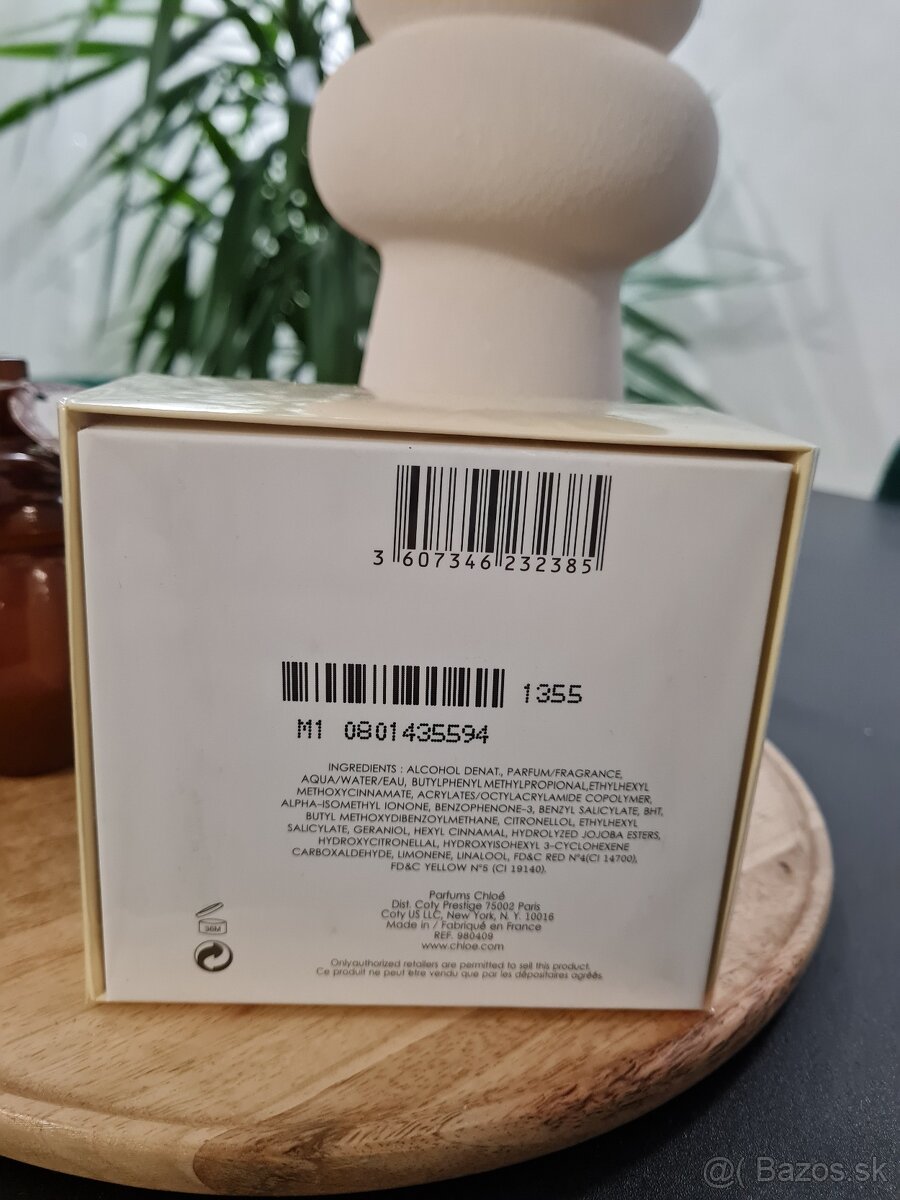 3 607346 232385
1355
M1 0801435594
INGREDIENTS : ALCOHOL DENAT., PARFUM/FRAGRANCE,
AQUA/WATER/EAU, BUTYLPHENYL METHYLPROPIONAL,ETHYLHEXYL
METHOXYCINNAMATE, ACRYLATES/OCTYLACRYLAMIDE COPOLYMER,
ALPHA-ISOMETHYL IONONE, BENZOPHENONE-3, BENZYL SALICYLATE, BHT,
BUTYL METHOXYDIBENZOYLMETHANE, CITRONELLOL, ETHYLHEXYL
SALICYLATE, GERANIOL, HEXYL CINNAMAL, HYDROLYZED JOJOBA ESTERS,
HYDROXYCITRONELLAL, HYDROXYISOHEXYL 3-CYCLOHEXENE
CARBOXALDEHYDE, LIMONENE, LINALOOL, FD&C RED N°4(CI 14700),
FD&C YELLOW N°5 (CI 19140).
Parfums Chloé
Dist. Coty Prestige 75002 Paris
Coty US LLC, New York, N. Y. 10016
Made in / Fabriqué en France
REF. 980409
www.chloe.com
36M
Onlyauthorized retailers are permitted to sell this product.
Ce produit ne peut être vendu que par les dépositaires agréés.
@( Bazos.sk